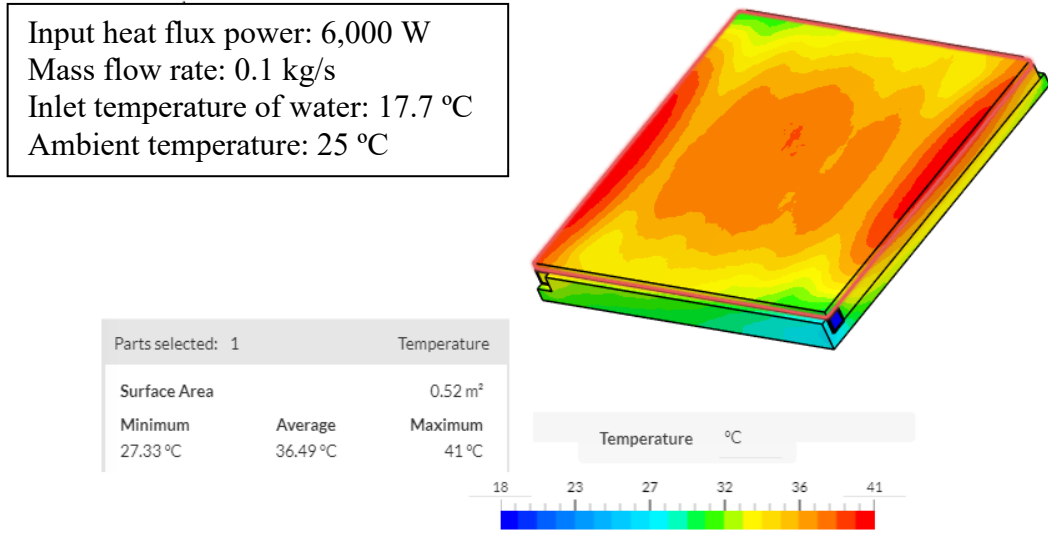 Input heat flux power: 6,000 W
Mass flow rate: 0.1 kg/s
Inlet temperature of water: 17.7 ºC
Ambient temperature: 25 ºC
Parts selected: 1 Temperature
Surface Area 0.52 m²
Minimum Average Maximum
27.33 ºC 36.49 ºC 41 ºC
Temperature ºC
18 23 27 32 36 41